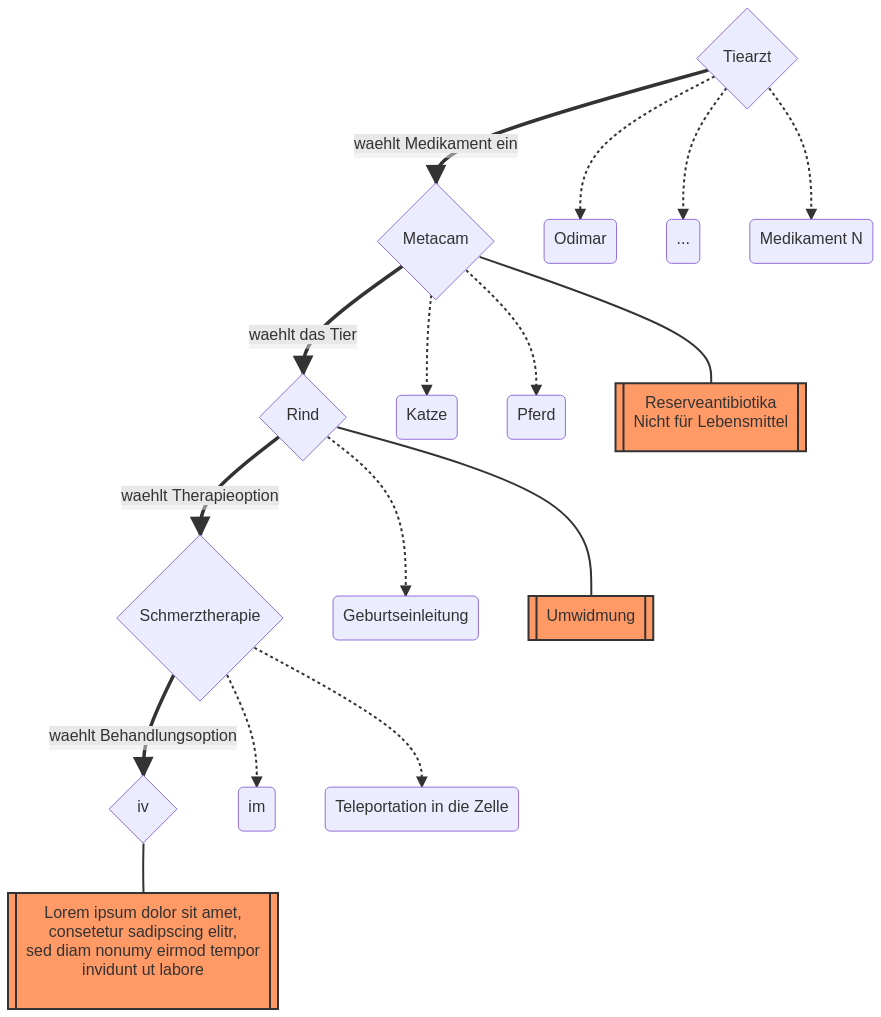 Tiearzt
waehlt Medikament ein
Metacam
Odimar
...
Medikament N
waehlt das Tier
Rind
Katze
Pferd
Reserveantibiotika
Nicht für Lebensmittel
waehlt Therapieoption
Schmerztherapie
Geburtseinleitung
Umwidmung
waehlt Behandlungsoption
iv
im
Teleportation in die Zelle
Lorem ipsum dolor sit amet,
consetetur sadipscing elitr,
sed diam nonumy eirmod tempor
invidunt ut labore